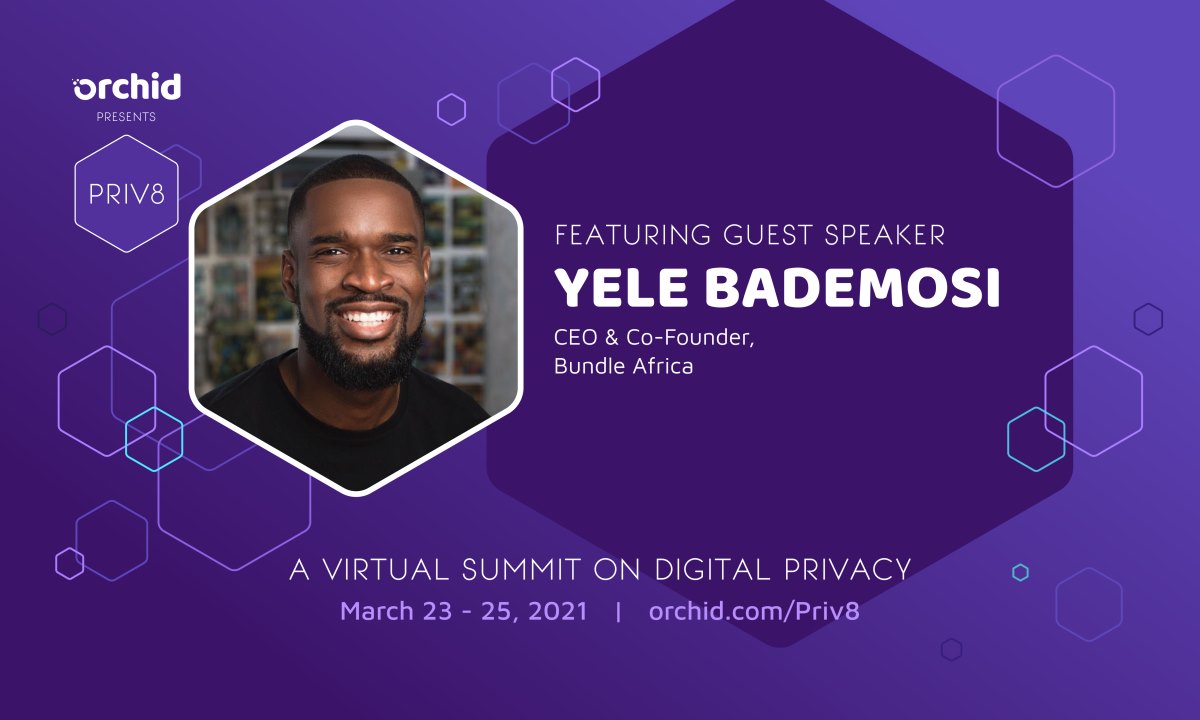 orchid
PRESENTS
PRIV8
FEATURING GUEST SPEAKER
YELE BADEMOSI
CEO & Co-Founder,
Bundle Africa
A VIRTUAL SUMMIT ON DIGITAL PRIVACY
March 23 - 25, 2021 | orchid.com/Priv8